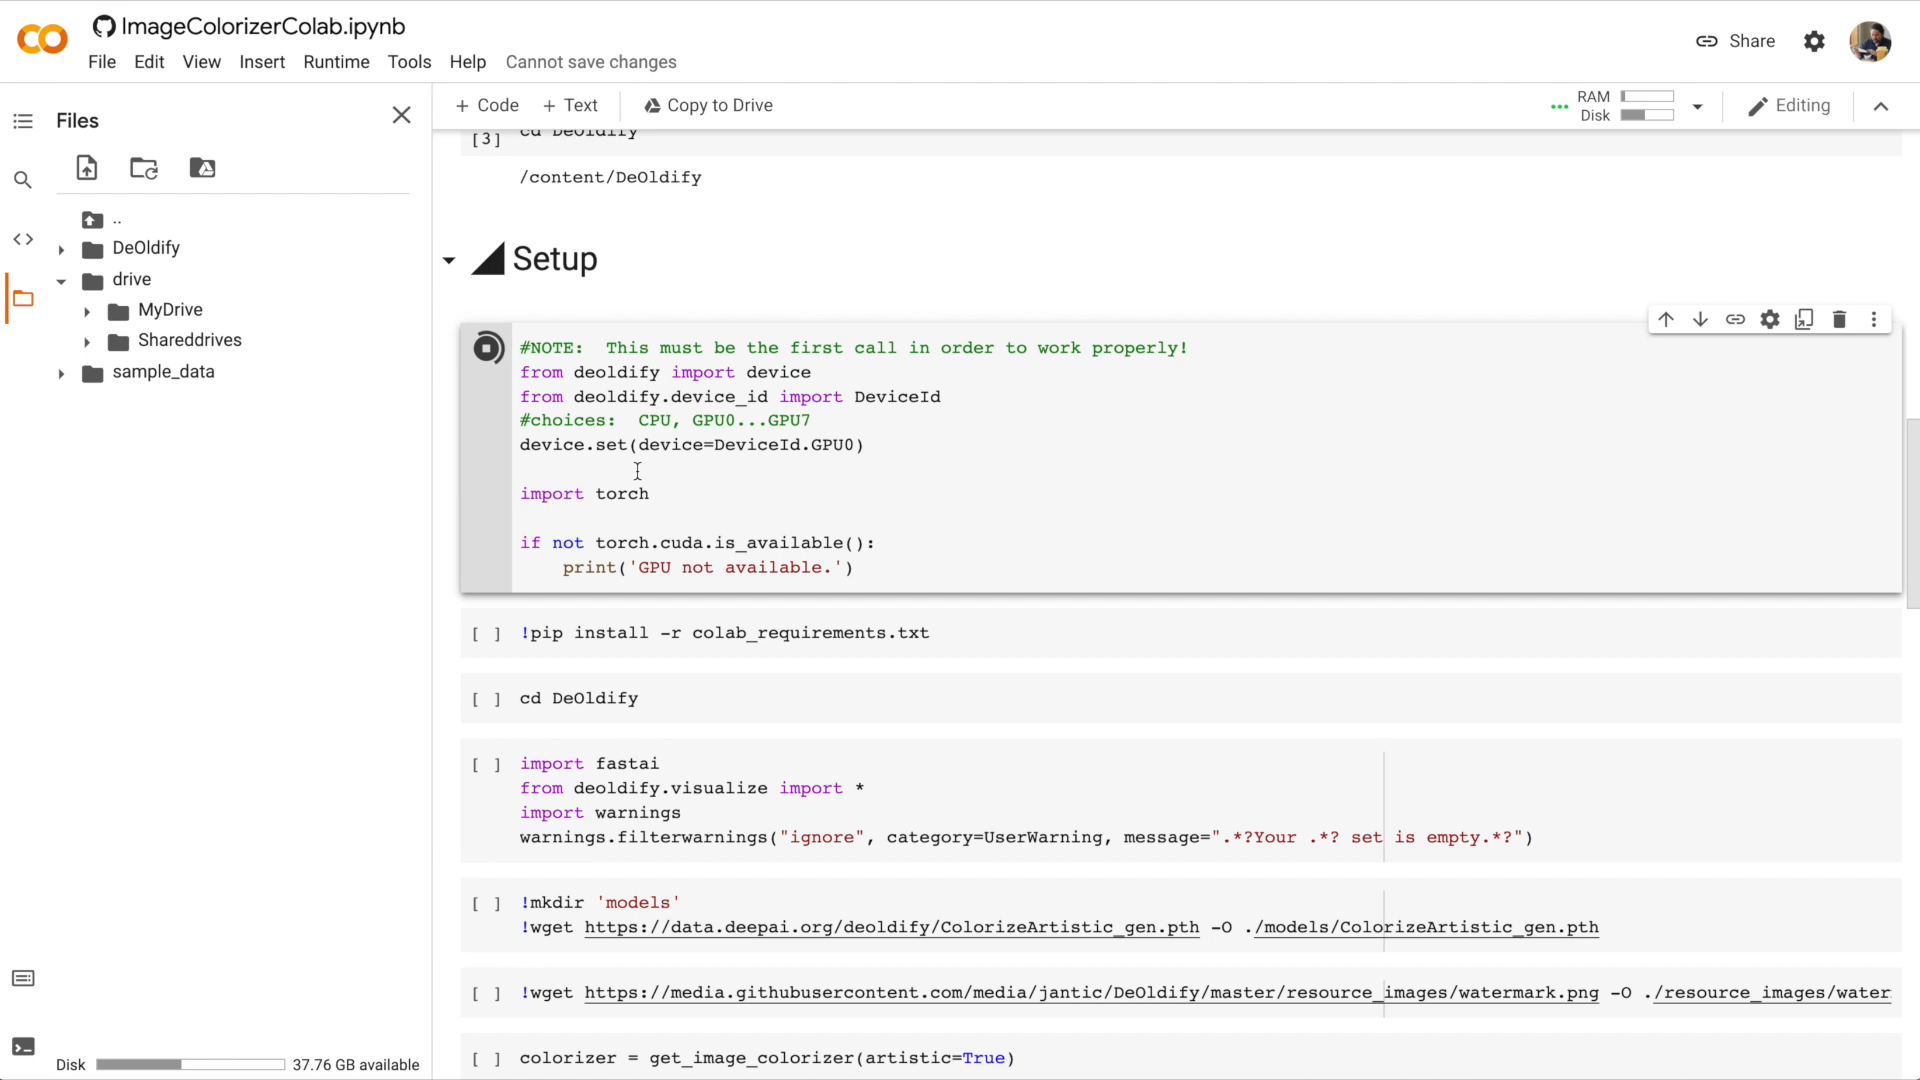 ImageColorizerColab.ipynb
File Edit View Insert Runtime Tools Help Cannot save changes
Share
Files
+ Code + Text Copy to Drive
RAM
Disk
Editing
..
DeOldify
drive
MyDrive
Shareddrives
sample_data
Disk 37.76 GB available
[3] cd DeOldify
/content/DeOldify
Setup
#NOTE:  This must be the first call in order to work properly!
from deoldify import device
from deoldify.device_id import DeviceId
#choices:  CPU, GPU0...GPU7
device.set(device=DeviceId.GPU0)
import torch
if not torch.cuda.is_available():
    print('GPU not available.')
[ ] !pip install -r colab_requirements.txt
[ ] cd DeOldify
[ ] import fastai
from deoldify.visualize import *
import warnings
warnings.filterwarnings("ignore", category=UserWarning, message=".*?Your .*? set is empty.*?")
[ ] !mkdir 'models'
!wget https://data.deepai.org/deoldify/ColorizeArtistic_gen.pth -O ./models/ColorizeArtistic_gen.pth
[ ] !wget https://media.githubusercontent.com/media/jantic/DeOldify/master/resource_images/watermark.png -O ./resource_images/water
[ ] colorizer = get_image_colorizer(artistic=True)